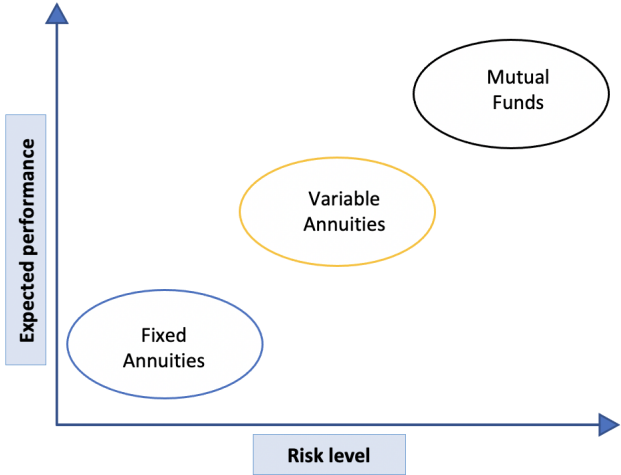 Mutual
Funds
Expected performance
Variable
Annuities
Fixed
Annuities
Risk level